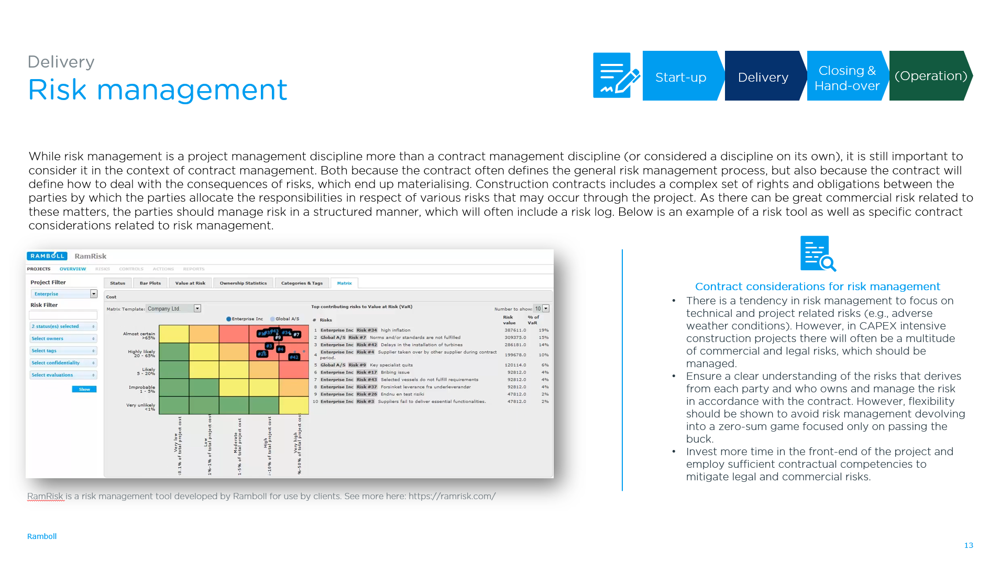 Delivery
Risk management
Start-up
Delivery
Closing &
Hand-over
(Operation)
While risk management is a project management discipline more than a contract management discipline (or considered a discipline on its own), it is still important to
consider it in the context of contract management. Both because the contract often defines the general risk management process, but also because the contract will
define how to deal with the consequences of risks, which end up materialising. Construction contracts includes a complex set of rights and obligations between the
parties by which the parties allocate the responsibilities in respect of various risks that may occur through the project. As there can be great commercial risk related to
these matters, the parties should manage risk in a structured manner, which will often include a risk log. Below is an example of a risk tool as well as specific contract
considerations related to risk management.
RAMBOLL RamRisk
PROJECTS OVERVIEW RISKS CONTROLS ACTIONS REPORTS
Project Filter
Enterprise
Risk Filter
2 status(es) selected
Select owners
Select tags
Select confidentiality
Select evaluations
Show
Status Bar Plots Value at Risk Ownership Statistics Categories & Tags Matrix
Cost
Matrix Template: Company Ltd.
Enterprise Inc Global A/S
Almost certain
>65%
Highly likely
20 - 65%
Likely
5 - 20%
Improbable
1 - 5%
Very unlikely
<1%
#37 #43 #34 #7
#9
#3
#4
#26
#42
Very low
<0.1% of total project cost
Low
1%-1% of total project cost
Moderate
1-5% of total project cost
High
-10% of total project cost
Very high
%-50% of total project cost
Top contributing risks to Value at Risk (VaR)
Number to show: 10
# Risks Risk value % of VaR
1 Enterprise Inc Risk #34 high inflation 387611.0 19%
2 Global A/S Risk #7 Norms and/or standards are not fulfilled 309375.0 15%
3 Enterprise Inc Risk #42 Delays in the installation of turbines 286181.0 14%
4 Enterprise Inc Risk #4 Supplier taken over by other supplier during contract period. 199678.0 10%
5 Global A/S Risk #9 Key specialist quits 120114.0 6%
6 Enterprise Inc Risk #17 Bribing issue 92812.0 4%
7 Enterprise Inc Risk #43 Selected vessels do not fulfill requirements 92812.0 4%
8 Enterprise Inc Risk #37 Forsinket leverance fra underleverandør 92812.0 4%
9 Enterprise Inc Risk #26 Endnu en test risiki 47812.0 2%
10 Enterprise Inc Risk #3 Suppliers fail to deliver essential functionalities. 47812.0 2%
RamRisk is a risk management tool developed by Ramboll for use by clients. See more here: https://ramrisk.com/
Contract considerations for risk management
• There is a tendency in risk management to focus on
technical and project related risks (e.g., adverse
weather conditions). However, in CAPEX intensive
construction projects there will often be a multitude
of commercial and legal risks, which should be
managed.
• Ensure a clear understanding of the risks that derives
from each party and who owns and manage the risk
in accordance with the contract. However, flexibility
should be shown to avoid risk management devolving
into a zero-sum game focused only on passing the
buck.
• Invest more time in the front-end of the project and
employ sufficient contractual competencies to
mitigate legal and commercial risks.
Ramboll
13